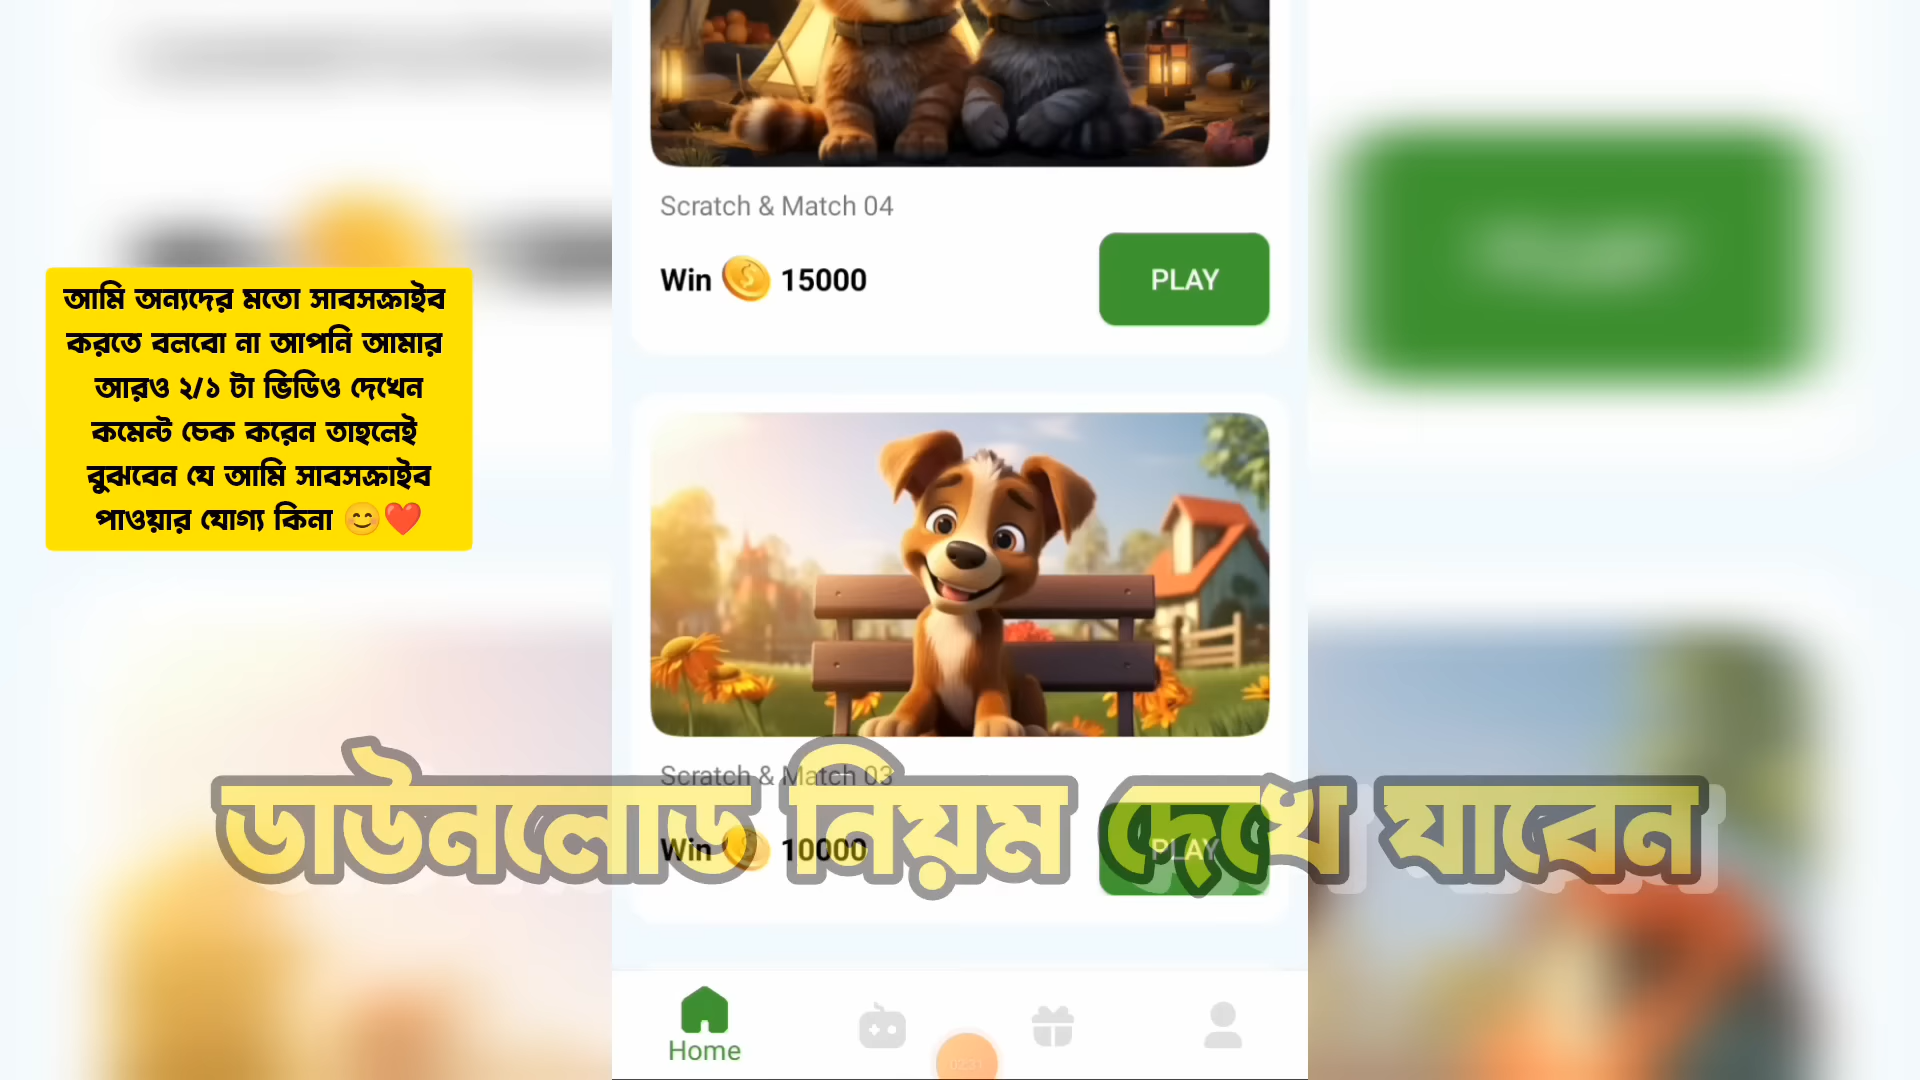 Scratch & Match 04
Win 15000
PLAY
আমি অন্যদের মতো সাবসক্রাইব
করতে বলবো না আপনি আমার
আরও ২/১ টা ভিডিও দেখেন
কমেন্ট চেক করেন তাহলেই
বুঝবেন যে আমি সাবসক্রাইব
পাওয়ার যোগ্য কিনা 😊❤️
Scratch & Match 03
ডাউনলোড নিয়ম দেখে যাবেন
Win 10000
PLAY
Home